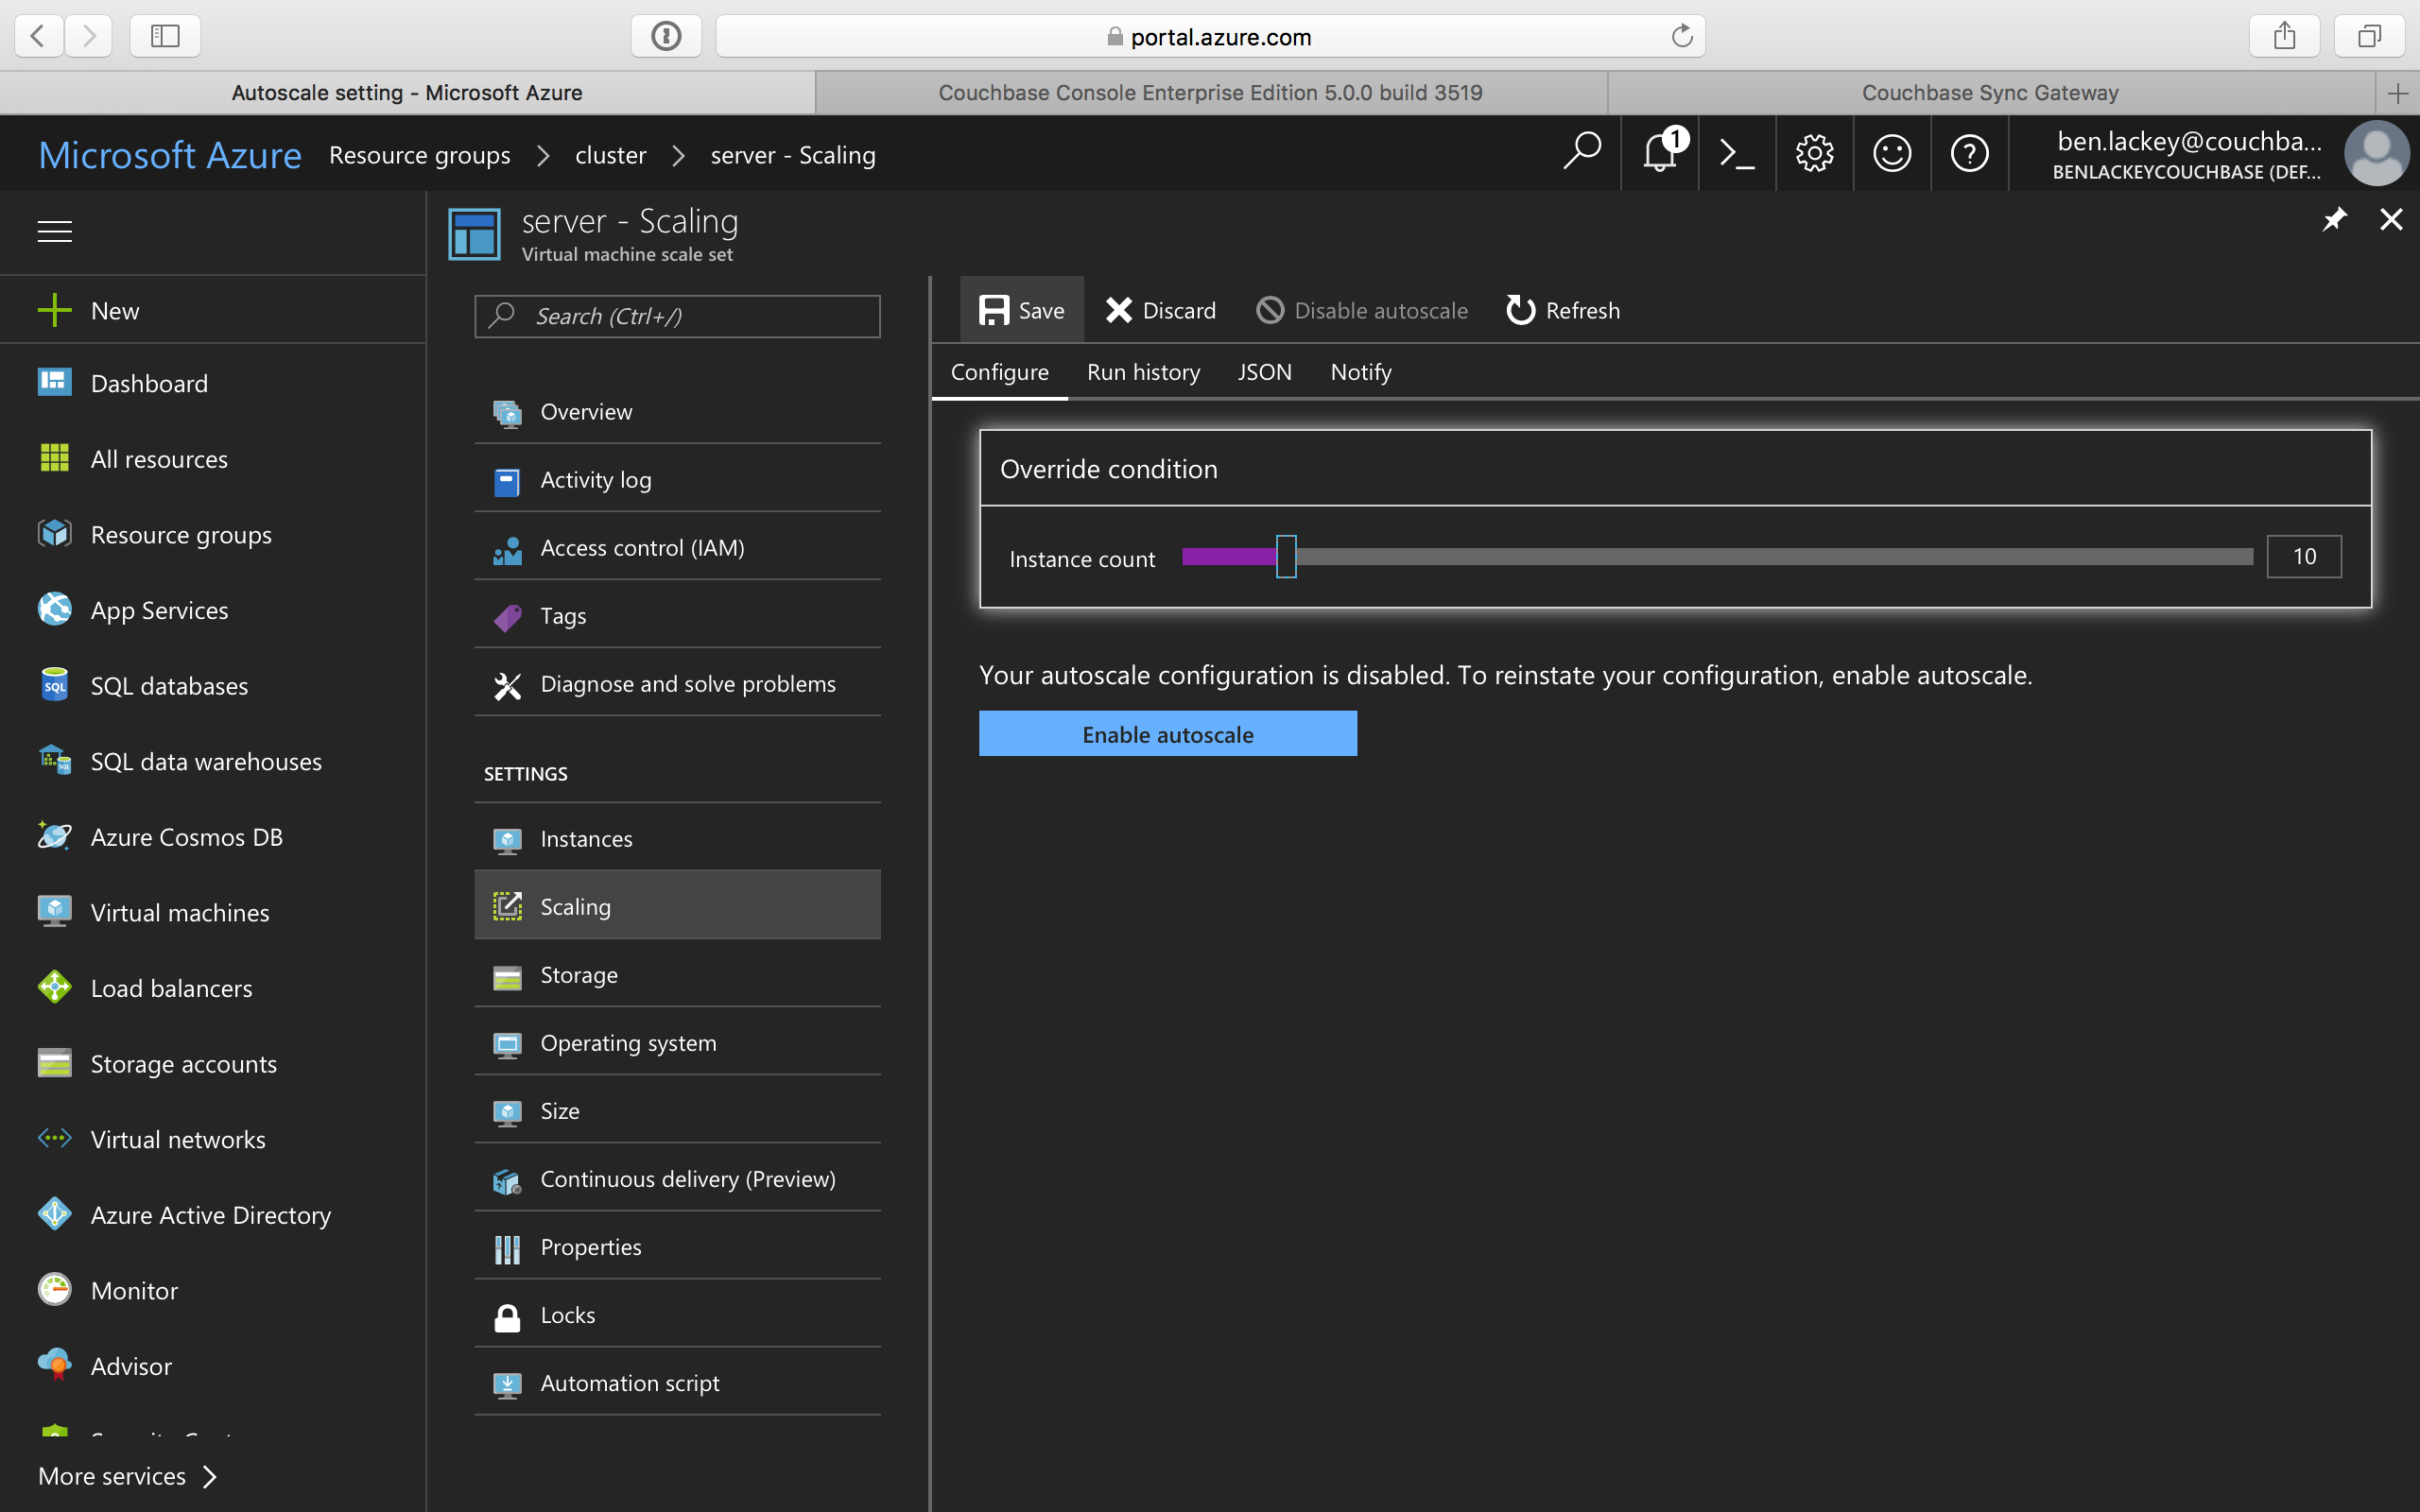 portal.azure.com
Autoscale setting - Microsoft Azure
Couchbase Console Enterprise Edition 5.0.0 build 3519
Couchbase Sync Gateway
Microsoft Azure Resource groups > cluster > server - Scaling
1
ben.lackey@couchba...
BENLACKEYCOUCHBASE (DEF...
New
Dashboard
All resources
Resource groups
App Services
SQL databases
SQL data warehouses
Azure Cosmos DB
Virtual machines
Load balancers
Storage accounts
Virtual networks
Azure Active Directory
Monitor
Advisor
More services >
server - Scaling
Virtual machine scale set
Search (Ctrl+/)
Overview
Activity log
Access control (IAM)
Tags
Diagnose and solve problems
SETTINGS
Instances
Scaling
Storage
Operating system
Size
Continuous delivery (Preview)
Properties
Locks
Automation script
Save Discard Disable autoscale Refresh
Configure Run history JSON Notify
Override condition
Instance count 10
Your autoscale configuration is disabled. To reinstate your configuration, enable autoscale.
Enable autoscale